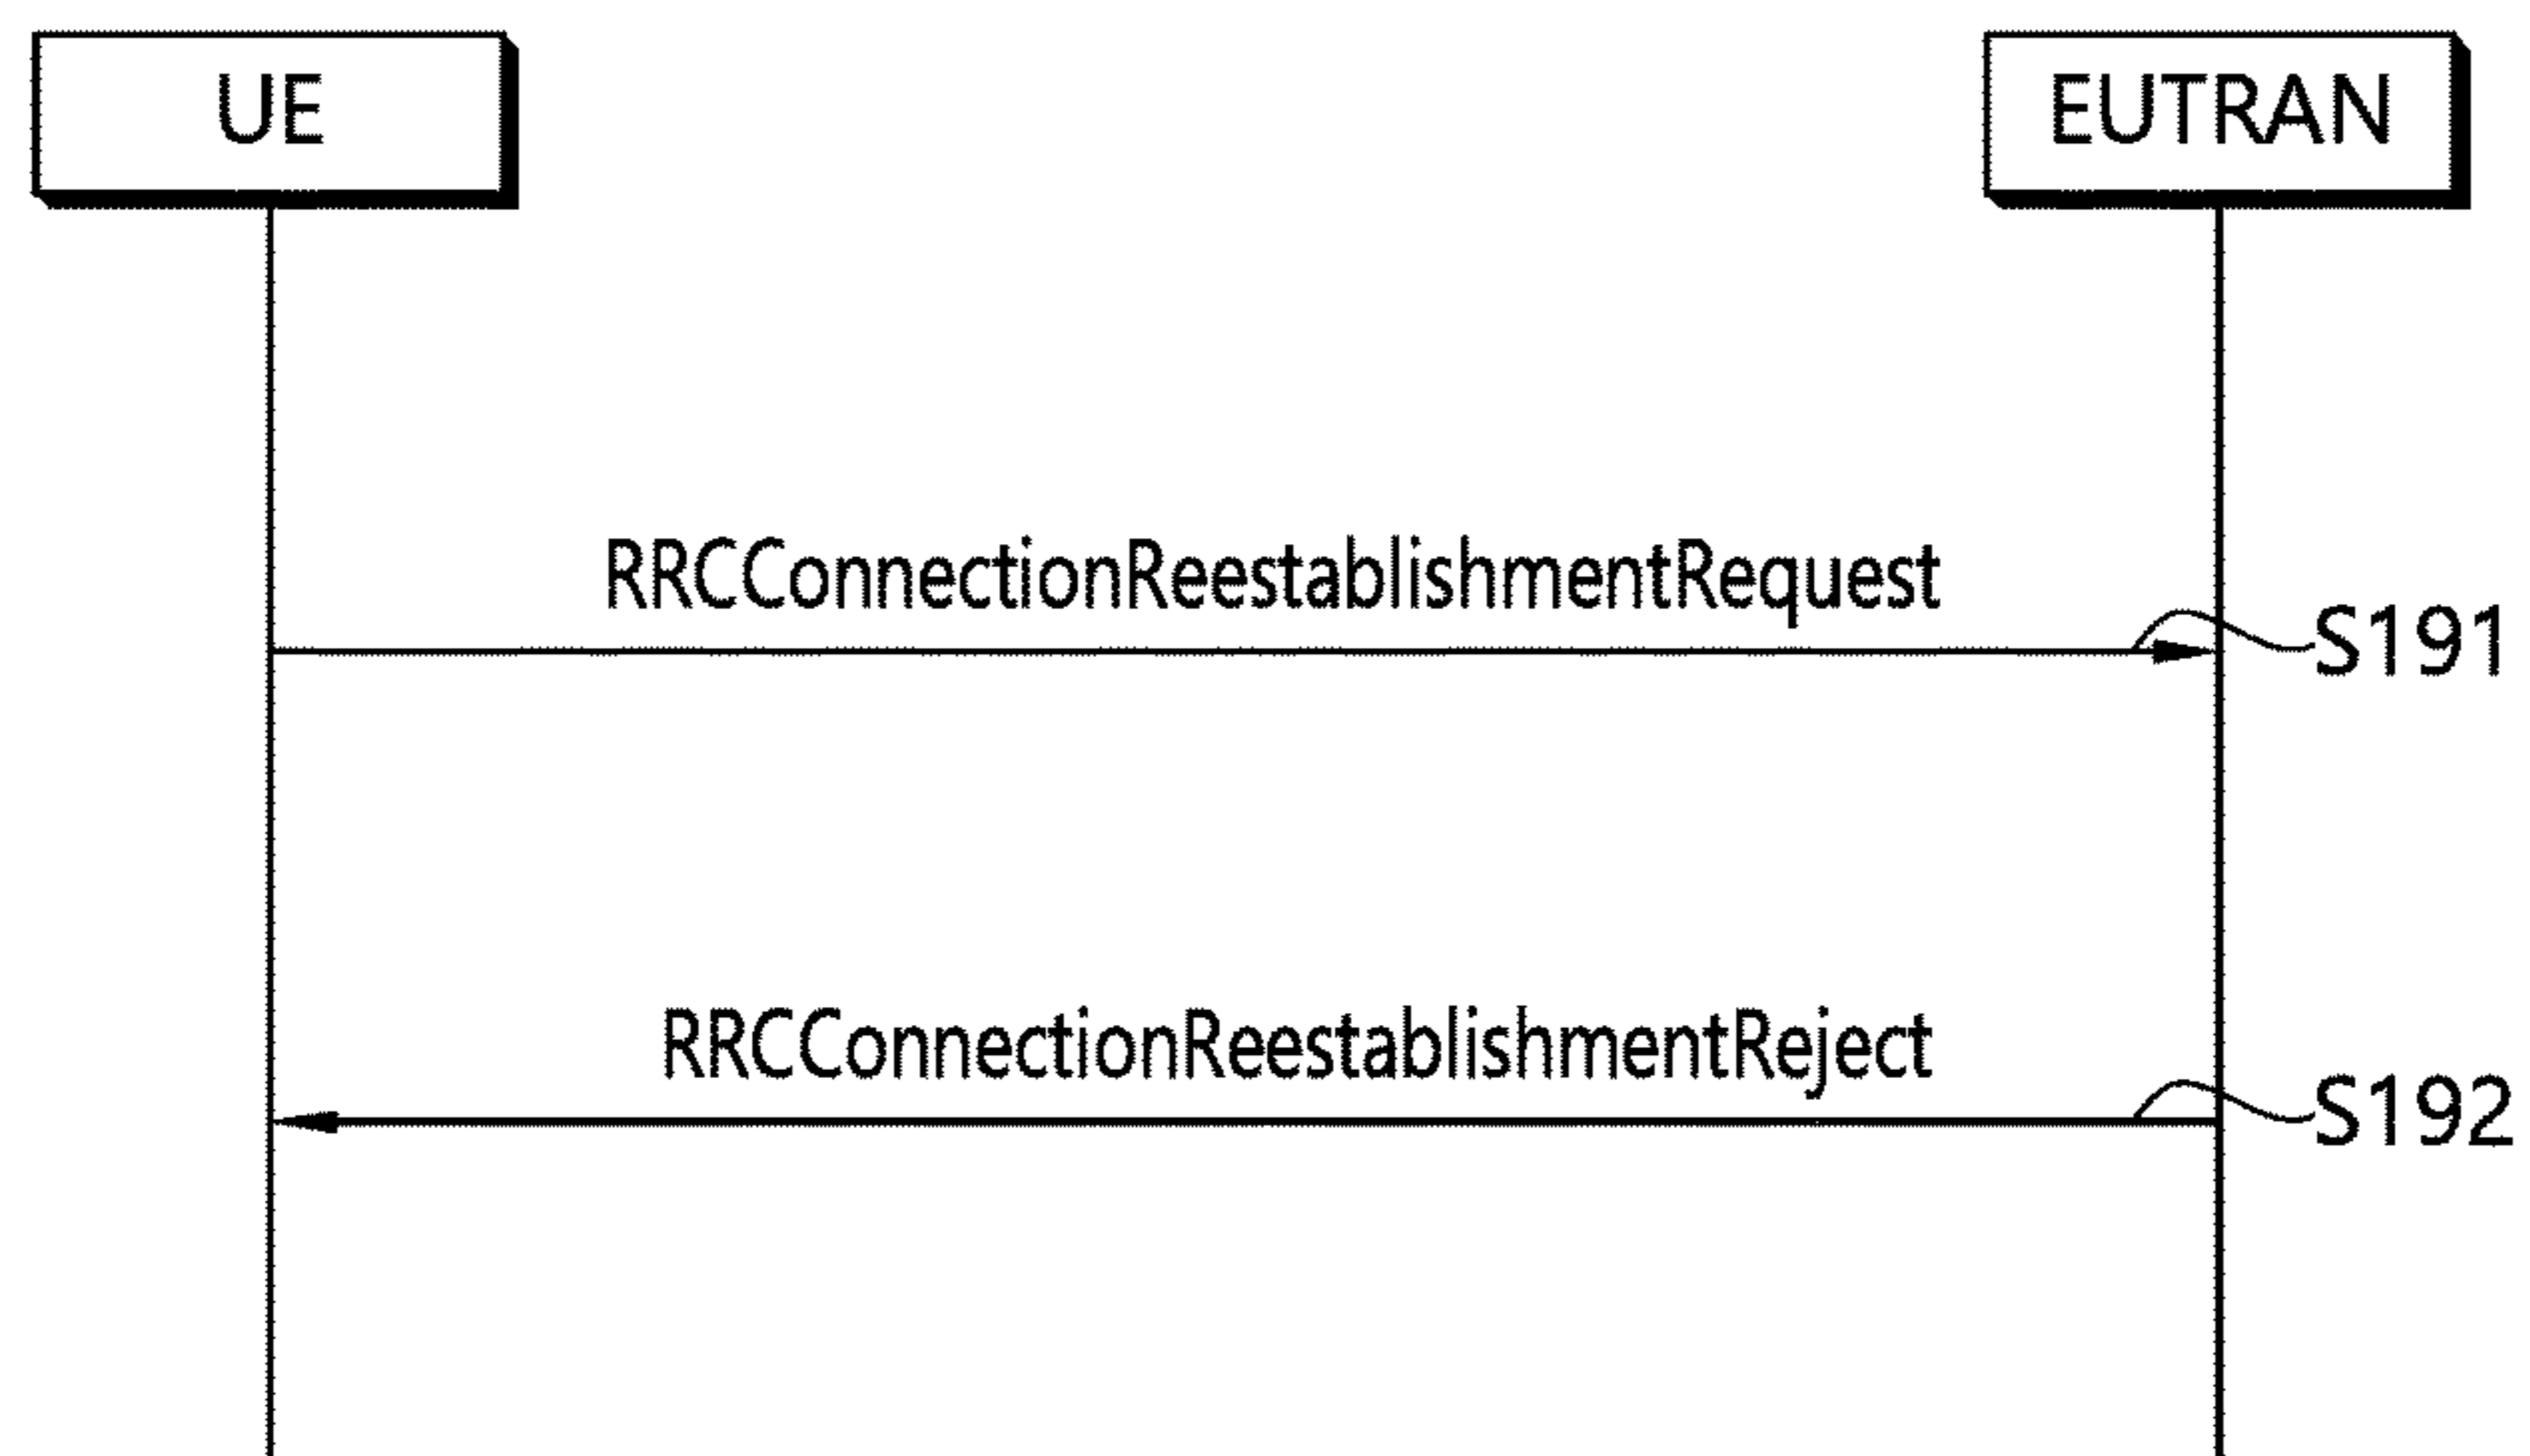 UE
EUTRAN
RRCConnectionReestablishmentRequest
S191
RRCConnectionReestablishmentReject
S192